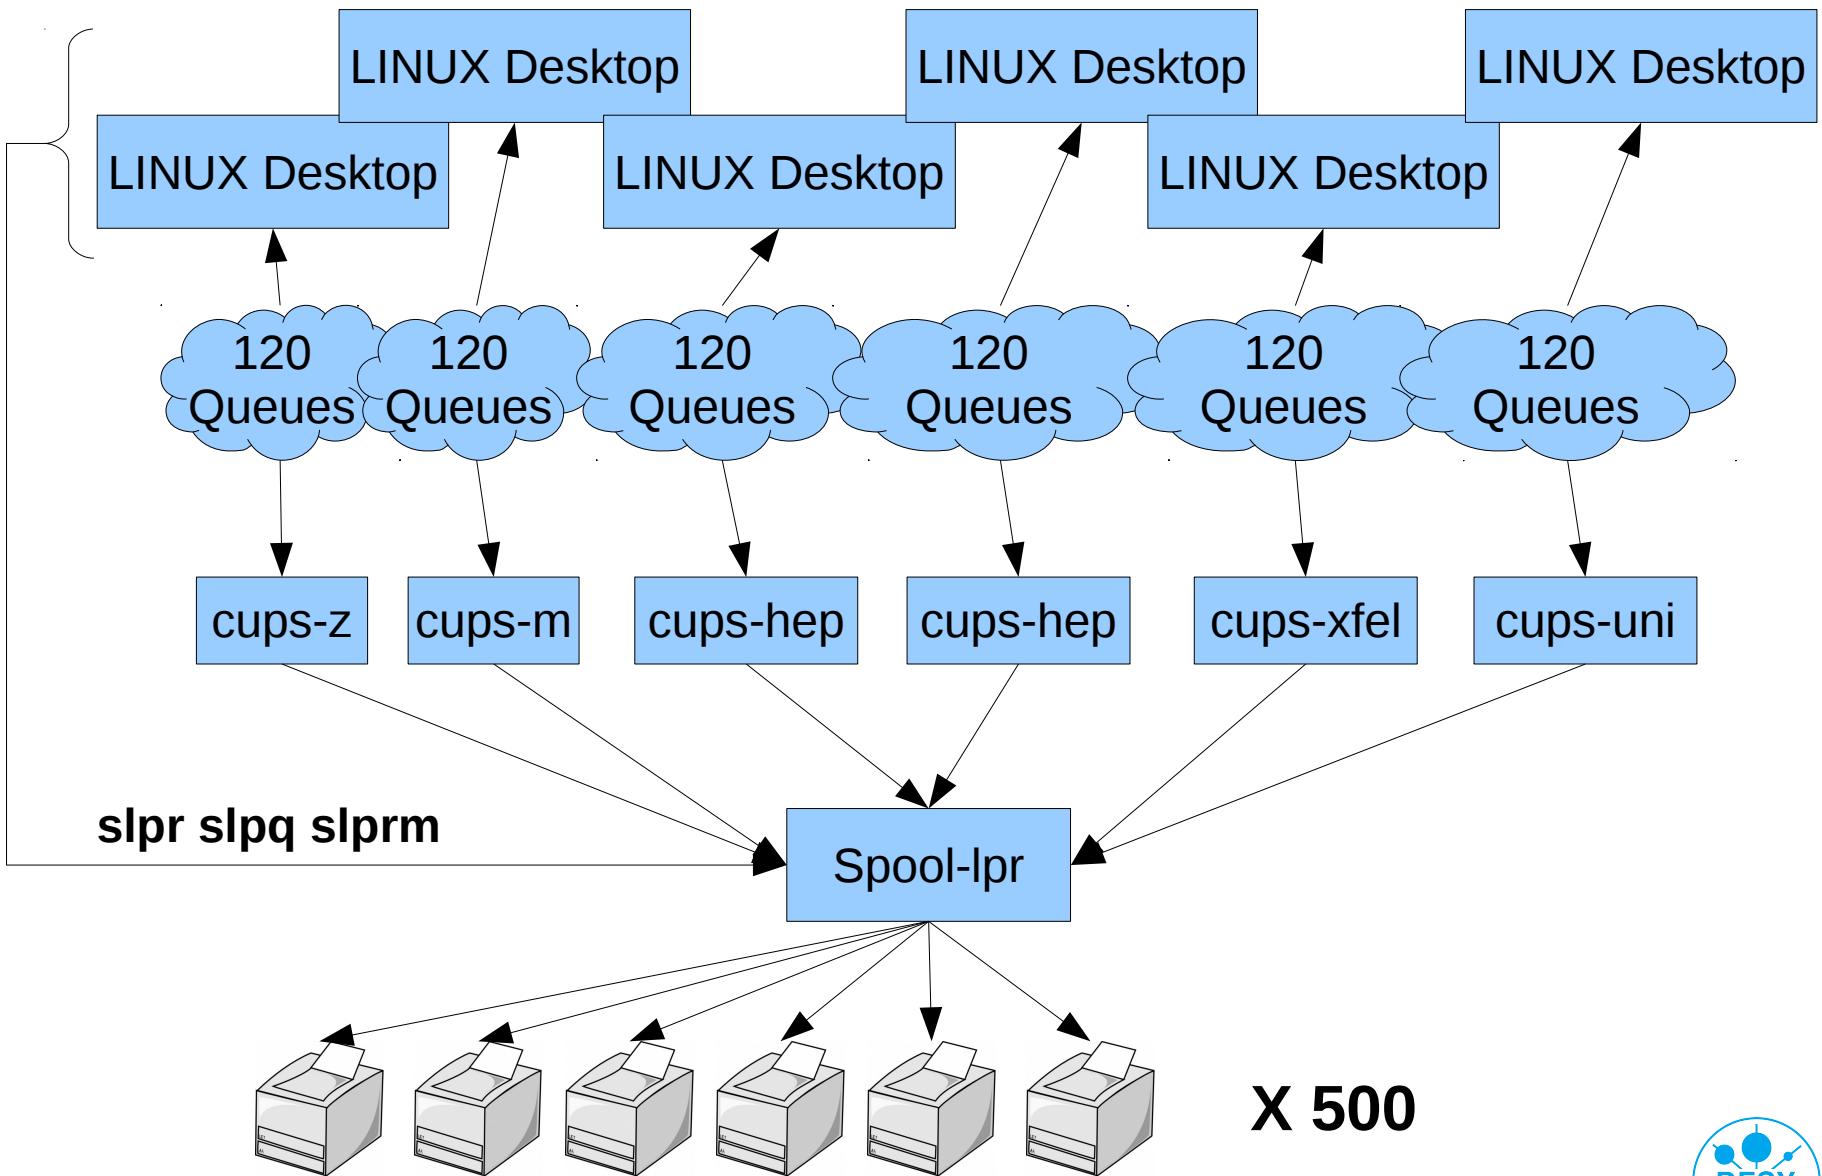 LINUX Desktop
LINUX Desktop
LINUX Desktop
LINUX Desktop
LINUX Desktop
LINUX Desktop
120
Queues
120
Queues
120
Queues
120
Queues
120
Queues
120
Queues
cups-z
cups-m
cups-hep
cups-hep
cups-xfel
cups-uni
slpr slpq slprm
Spool-lpr
X 500